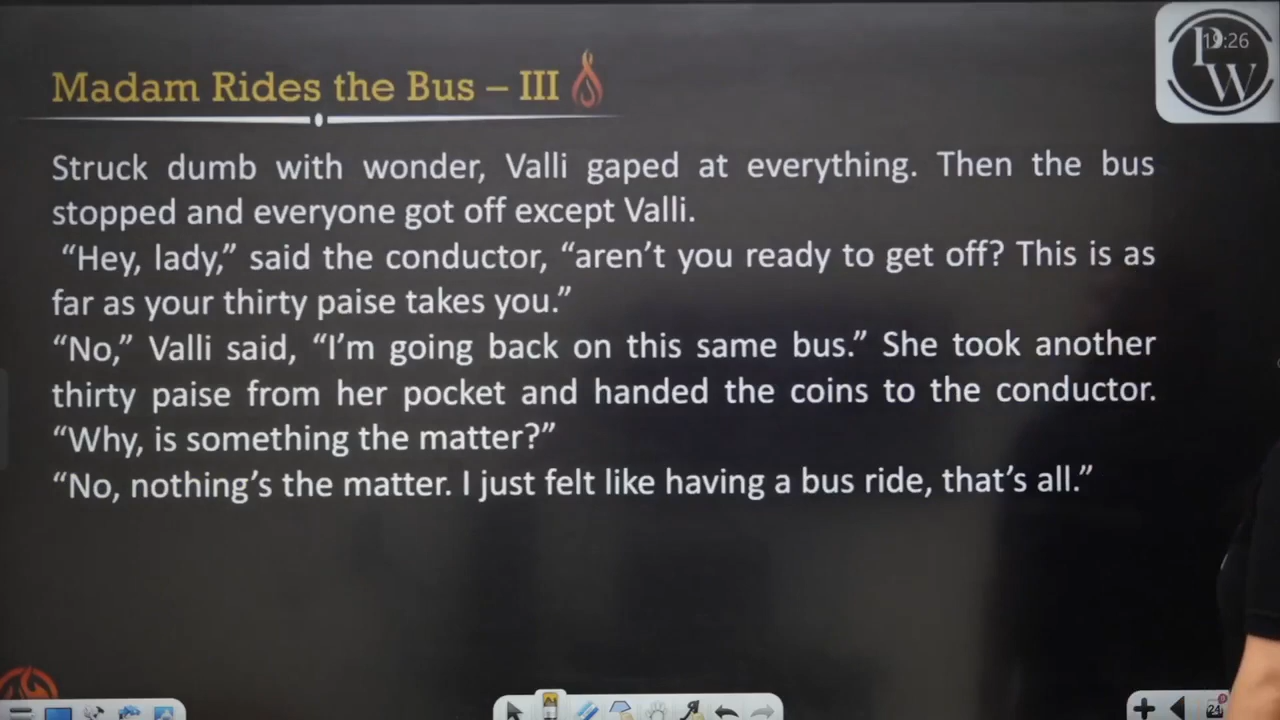 Madam Rides the Bus – III
19:26
PW
Struck dumb with wonder, Valli gaped at everything. Then the bus
stopped and everyone got off except Valli.
“Hey, lady,” said the conductor, “aren’t you ready to get off? This is as
far as your thirty paise takes you.”
“No,” Valli said, “I’m going back on this same bus.” She took another
thirty paise from her pocket and handed the coins to the conductor.
“Why, is something the matter?”
“No, nothing’s the matter. I just felt like having a bus ride, that’s all.”
24